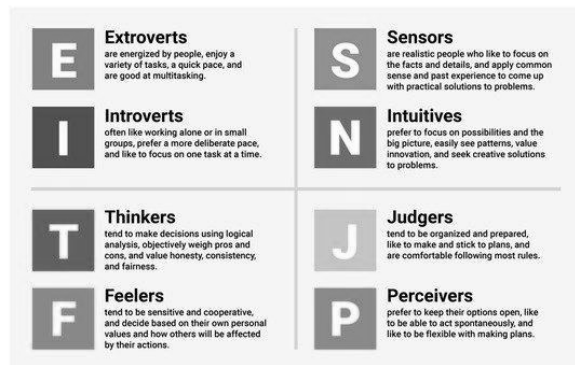 E
Extroverts
are energized by people, enjoy a
variety of tasks, a quick pace, and
are good at multitasking.
I
Introverts
often like working alone or in small
groups, prefer a more deliberate pace,
and like to focus on one task at a time.
S
Sensors
are realistic people who like to focus on
the facts and details, and apply common
sense and past experience to come up
with practical solutions to problems.
N
Intuitives
prefer to focus on possibilities and the
big picture, easily see patterns, value
innovation, and seek creative solutions
to problems.
T
Thinkers
tend to make decisions using logical
analysis, objectively weigh pros and
cons, and value honesty, consistency,
and fairness.
F
Feelers
tend to be sensitive and cooperative,
and decide based on their own personal
values and how others will be affected
by their actions.
J
Judgers
tend to be organized and prepared,
like to make and stick to plans, and
are comfortable following most rules.
P
Perceivers
prefer to keep their options open, like
to be able to act spontaneously, and
like to be flexible with making plans.